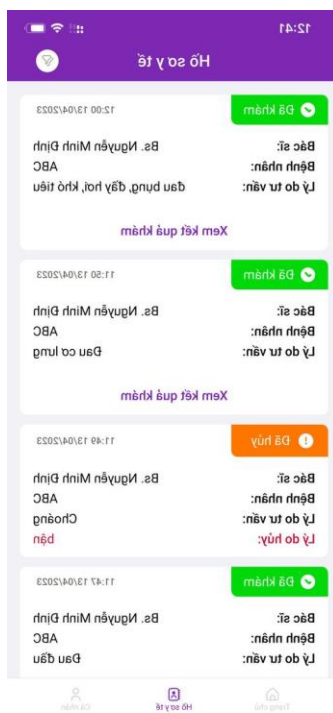 12:41
Hồ sơ y tế
Đã khám 12:00 13/04/2023
Bác sĩ: Bs. Nguyễn Minh Định
Bệnh nhân: ABC
Lý do tư vấn: đau bụng, đầy hơi, khó tiêu
Xem kết quả khám
Đã khám 11:50 13/04/2023
Bác sĩ: Bs. Nguyễn Minh Định
Bệnh nhân: ABC
Lý do tư vấn: Đau cơ lưng
Xem kết quả khám
Đã hủy 11:49 13/04/2023
Bác sĩ: Bs. Nguyễn Minh Định
Bệnh nhân: ABC
Lý do tư vấn: Choáng
Lý do hủy: bận
Đã khám 11:47 13/04/2023
Bác sĩ: Bs. Nguyễn Minh Định
Bệnh nhân: ABC
Lý do tư vấn: Đau đầu
Trang chủ Hồ sơ y tế Cá nhân